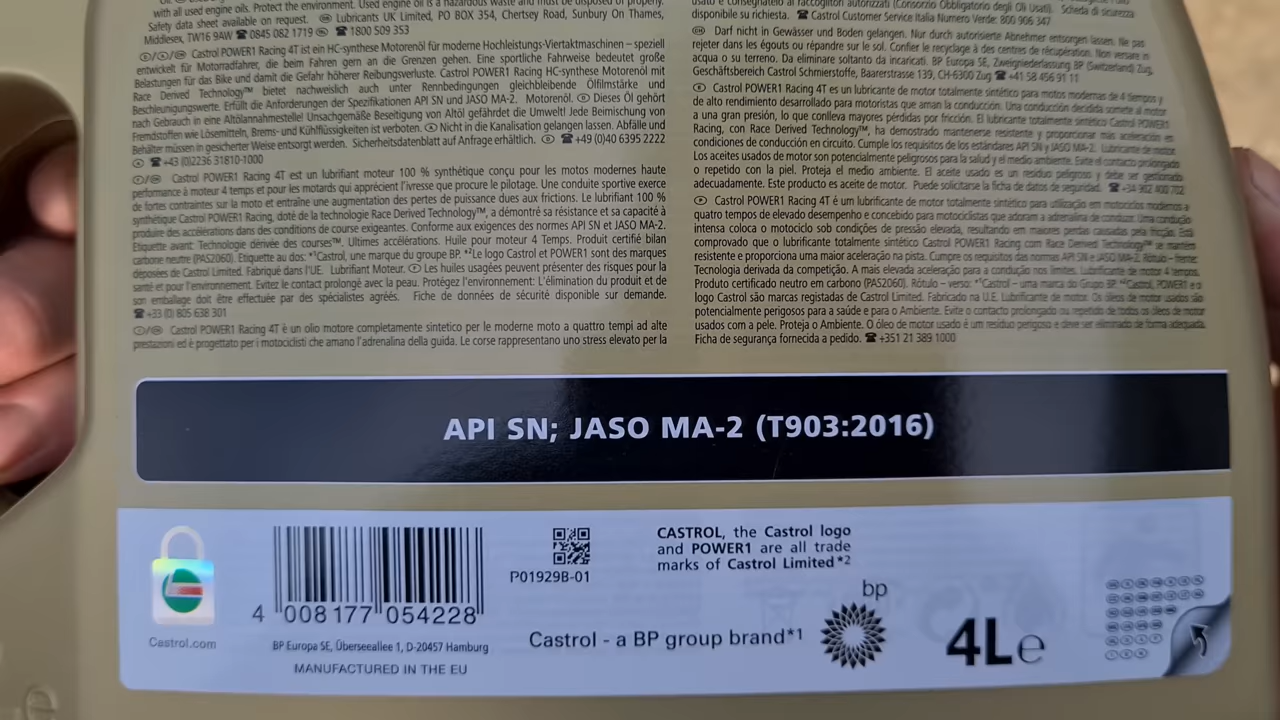 with all used engine oils. Protect the environment. Used engine oil is a hazardous waste and must be disposed of properly.
Safety data sheet available on request. Lubricants UK Limited, PO BOX 354, Chertsey Road, Sunbury On Thames,
Middlesex, TW16 9AW ☎ 0845 082 1719 ☎ 1800 509 353
Castrol POWER1 Racing 4T ist ein HC-synthese Motorenöl für moderne Hochleistungs-Viertaktmaschinen – speziell
entwickelt für Motorradfahrer, die beim Fahren gern an die Grenzen gehen. Eine sportliche Fahrweise bedeutet große
Belastungen für das Bike und damit die Gefahr höherer Reibungsverluste. Castrol POWER1 Racing HC-synthese Motorenöl mit
Race Derived Technology™ bietet nachweislich auch unter Rennbedingungen gleichbleibende Ölfilmstärke und
Beschleunigungswerte. Erfüllt die Anforderungen der Spezifikationen API SN und JASO MA-2. Motorenöl. Dieses Öl gehört
nach Gebrauch in eine Altölannahmestelle! Unsachgemäße Beseitigung von Altöl gefährdet die Umwelt! Jede Beimischung von
Fremdstoffen wie Lösemitteln, Brems- und Kühlflüssigkeiten ist verboten. Nicht in die Kanalisation gelangen lassen. Abfälle und
Behälter müssen in gesicherter Weise entsorgt werden. Sicherheitsdatenblatt auf Anfrage erhältlich. ☎ +49 (0)40 6395 2222
☎ +43 (0)2236 31810-1000
Castrol POWER1 Racing 4T est un lubrifiant moteur 100 % synthétique conçu pour les motos modernes haute
performance à moteur 4 temps et pour les motards qui apprécient l'ivresse que procure le pilotage. Une conduite sportive exerce
de fortes contraintes sur la moto et entraîne une augmentation des pertes de puissance dues aux frictions. Le lubrifiant 100 %
synthétique Castrol POWER1 Racing, doté de la technologie Race Derived Technology™, a démontré sa résistance et sa capacité à
produire des accélérations dans des conditions de course exigeantes. Conforme aux exigences des normes API SN et JASO MA-2.
Etiquette avant: Technologie dérivée des courses™. Ultimes accélérations. Huile pour moteur 4 Temps. Produit certifié bilan
carbone neutre (PAS2060). Etiquette au dos: *¹Castrol, une marque du groupe BP. *²Le logo Castrol et POWER1 sont des marques
déposées de Castrol Limited. Fabriqué dans l'UE. Lubrifiant Moteur. Les huiles usagées peuvent présenter des risques pour la
santé et pour l'environnement. Evitez le contact prolongé avec la peau. Protégez l'environnement: L'élimination du produit et de
son emballage doit être effectuée par des spécialistes agréés. Fiche de données de sécurité disponible sur demande.
☎ +33 (0) 805 638 301
Castrol POWER1 Racing 4T è un olio motore completamente sintetico per le moderne moto a quattro tempi ad alte
prestazioni ed è progettato per i motociclisti che amano l'adrenalina della guida. Le corse rappresentano uno stress elevato per la
usato e consegnatelo ai raccoglitori autorizzati (Consorzio Obbligatorio degli Oli Usati). Scheda di sicurezza
disponibile su richiesta. ☎ Castrol Customer Service Italia Numero Verde: 800 906 347
Darf nicht in Gewässer und Boden gelangen. Nur durch autorisierte Abnehmer entsorgen lassen. Ne pas
rejeter dans les égouts ou répandre sur le sol. Confier le recyclage à des centres de récupération. Non versare in
acqua o su terreno. Da eliminare soltanto da incaricati. BP Europa SE, Zweigniederlassung BP (Switzerland) Zug,
Geschäftsbereich Castrol Schmierstoffe, Baarerstrasse 139, CH-6300 Zug ☎ +41 58 456 91 11
Castrol POWER1 Racing 4T es un lubricante de motor totalmente sintético para motos modernas de 4 tiempos y
de alto rendimiento desarrollado para motoristas que aman la conducción. Una conducción decidida somete al motor
a una gran presión, lo que conlleva mayores pérdidas por fricción. El lubricante totalmente sintético Castrol POWER1
Racing, con Race Derived Technology™, ha demostrado mantenerse resistente y proporcionar más aceleración en
condiciones de conducción en circuito. Cumple los requisitos de los estándares API SN y JASO MA-2. Lubricante de motor.
Los aceites usados de motor son potencialmente peligrosos para la salud y el medio ambiente. Evite el contacto prolongado
o repetido con la piel. Proteja el medio ambiente. El aceite usado es un residuo peligroso y debe ser gestionado
adecuadamente. Este producto es aceite de motor. Puede solicitarse la ficha de datos de seguridad. ☎ +34 902 400 702
Castrol POWER1 Racing 4T é um lubrificante de motor totalmente sintético para utilização em motociclos modernos a
quatro tempos de elevado desempenho e concebido para motociclistas que adoram a adrenalina de conduzir. Uma condução
intensa coloca o motociclo sob condições de pressão elevada, resultando em maiores perdas causadas pela fricção. Está
comprovado que o lubrificante totalmente sintético Castrol POWER1 Racing com Race Derived Technology™ se mantém
resistente e proporciona uma maior aceleração na pista. Cumpre os requisitos das normas API SN e JASO MA-2. Rótulo – frente:
Tecnologia derivada da competição. A mais elevada aceleração para a condução nos limites. Lubrificante de motor 4 tempos.
Produto certificado neutro em carbono (PAS2060). Rótulo – verso: *¹Castrol – uma marca do Grupo BP. *²Castrol, POWER1 e o
logo Castrol são marcas registadas de Castrol Limited. Fabricado na U.E. Lubrificante de motor. Os óleos de motor usados são
potencialmente perigosos para a saúde e para o Ambiente. Evite o contacto prolongado ou repetido de todos os óleos de motor
usados com a pele. Proteja o Ambiente. O óleo de motor usado é um resíduo perigoso e deve ser eliminado de forma adequada.
Ficha de segurança fornecida a pedido. ☎ +351 21 389 1000
API SN; JASO MA-2 (T903:2016)
Castrol.com
4 008177 054228
BP Europa SE, Überseeallee 1, D-20457 Hamburg
MANUFACTURED IN THE EU
P01929B-01
CASTROL, the Castrol logo
and POWER1 are all trade
marks of Castrol Limited*2
bp
Castrol - a BP group brand*1
4Le